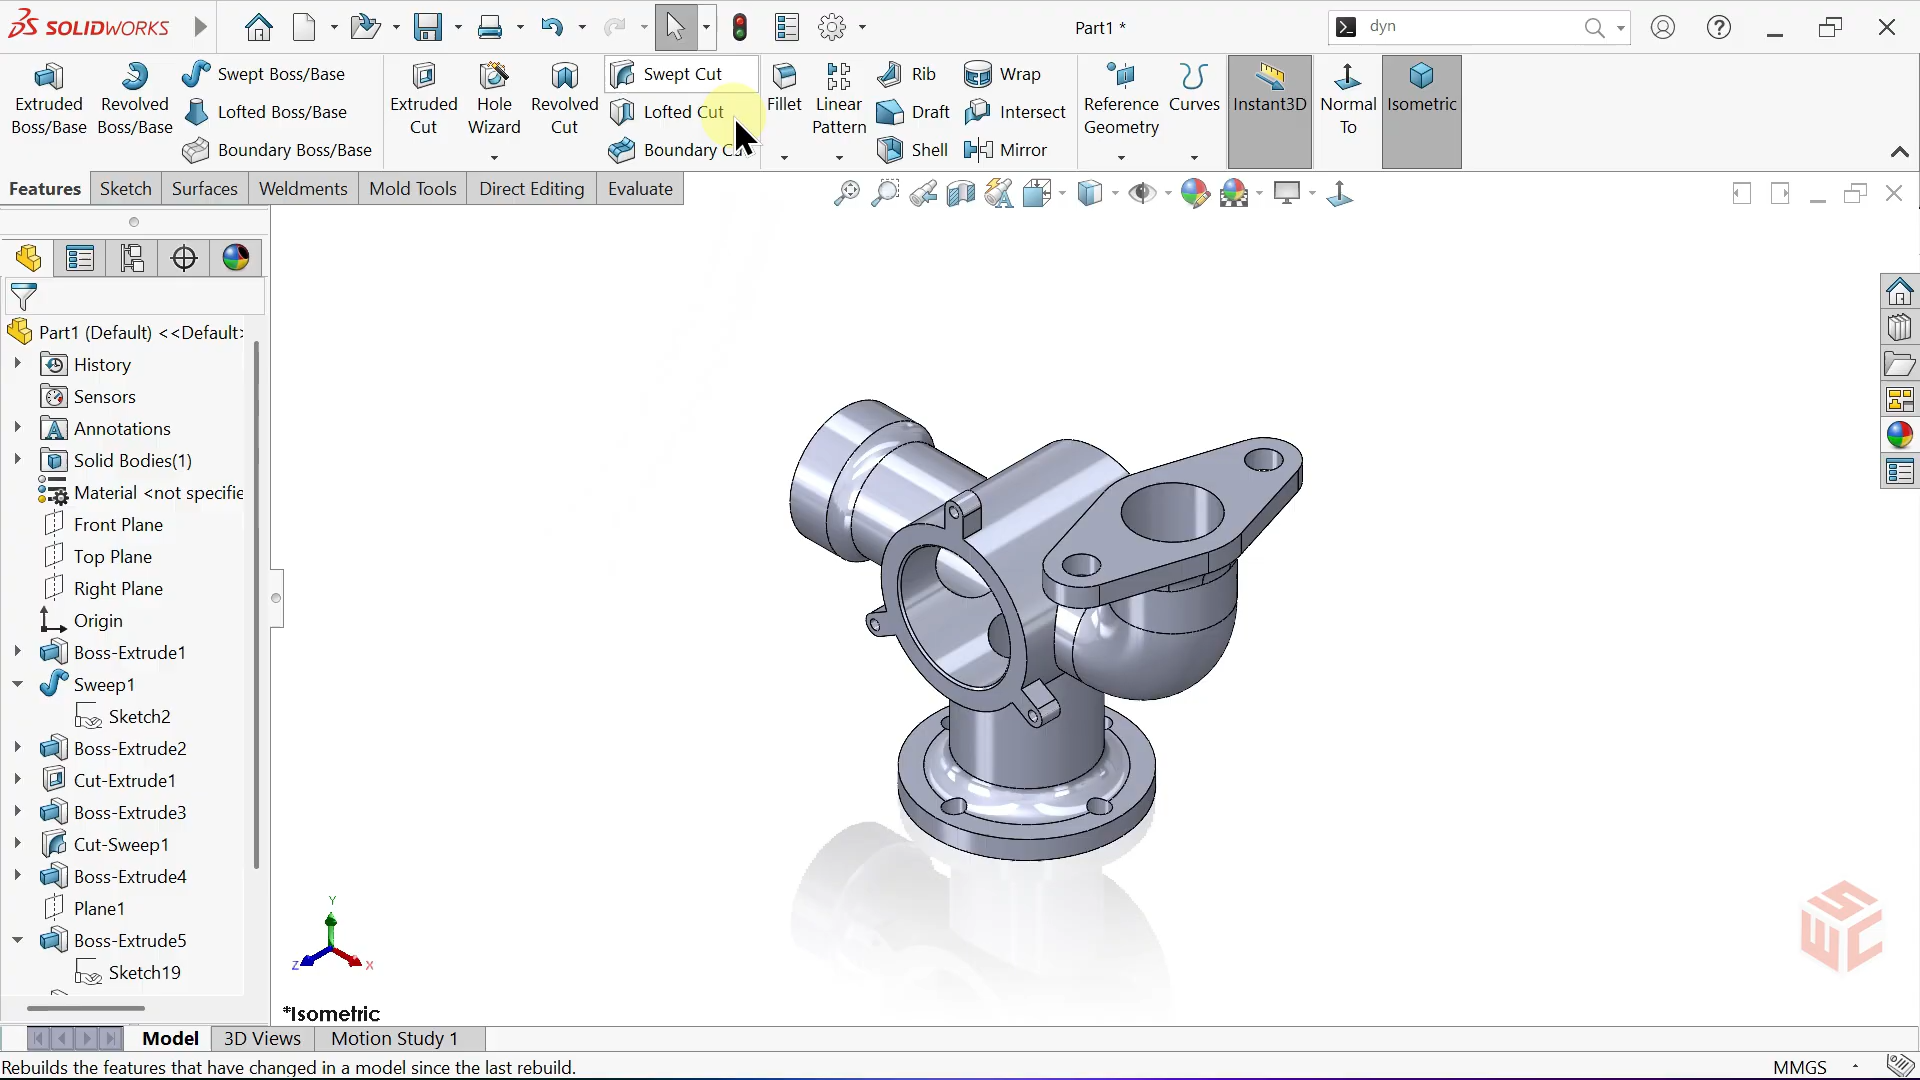 SOLIDWORKS
Part1 *
dyn
Extruded Boss/Base
Revolved Boss/Base
Swept Boss/Base
Lofted Boss/Base
Boundary Boss/Base
Extruded Cut
Hole Wizard
Revolved Cut
Swept Cut
Lofted Cut
Boundary
Fillet
Linear Pattern
Rib
Draft
Shell
Wrap
Intersect
Mirror
Reference Geometry
Curves
Instant3D
Normal To
Isometric
Features
Sketch
Surfaces
Weldments
Mold Tools
Direct Editing
Evaluate
Part1 (Default) <<Default>
History
Sensors
Annotations
Solid Bodies(1)
Material <not specifie
Front Plane
Top Plane
Right Plane
Origin
Boss-Extrude1
Sweep1
Sketch2
Boss-Extrude2
Cut-Extrude1
Boss-Extrude3
Cut-Sweep1
Boss-Extrude4
Plane1
Boss-Extrude5
Sketch19
Y
Z
X
*Isometric
SWC
Model
3D Views
Motion Study 1
Rebuilds the features that have changed in a model since the last rebuild.
MMGS